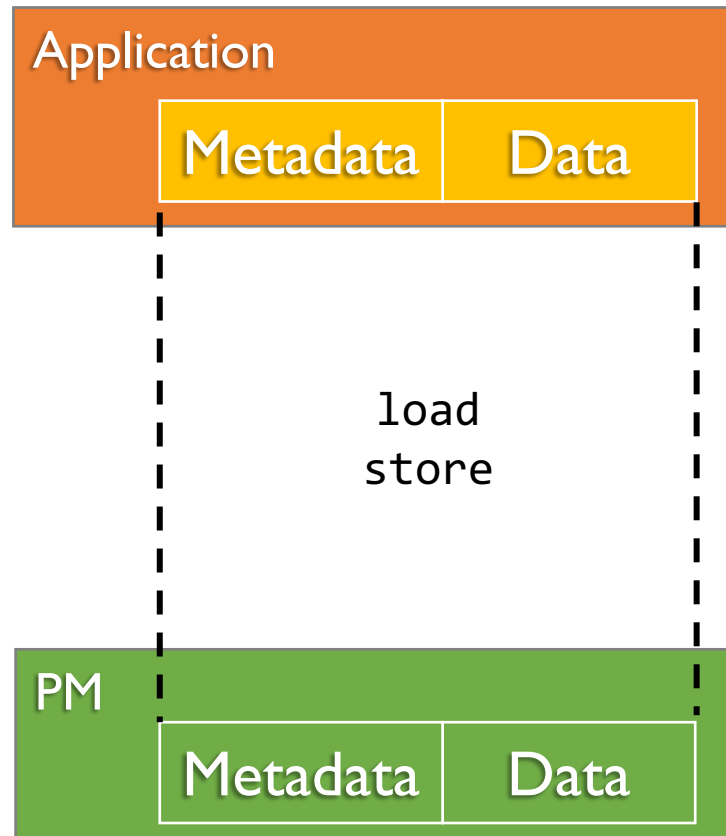 Application
Metadata Data
load
store
PM
Metadata Data